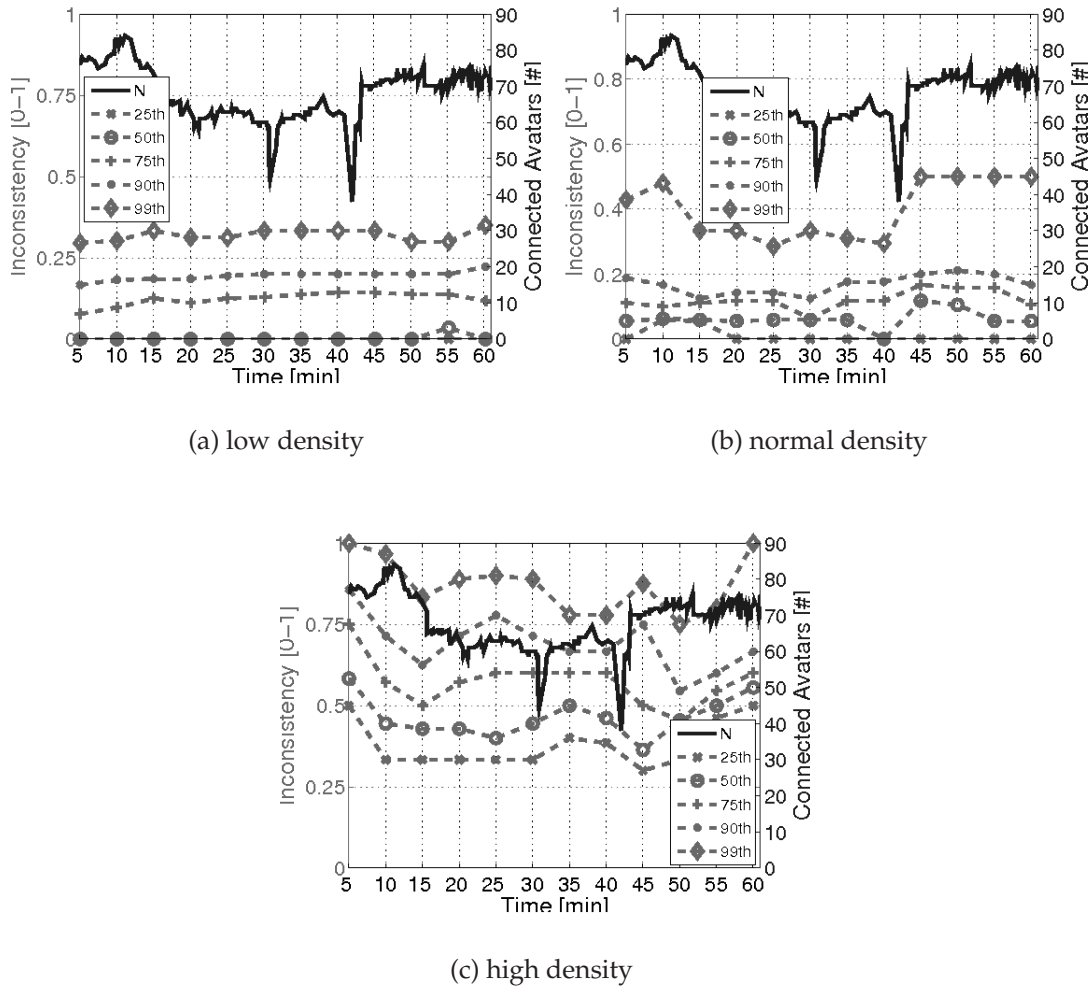 1
0.75
0.5
0.25
0
Inconsistency [0−1]
N
25th
50th
75th
90th
99th
90
80
70
60
50
40
30
20
10
0
Connected Avatars [#]
5 10 15 20 25 30 35 40 45 50 55 60
Time [min]
(a) low density
1
0.8
0.6
0.4
0.2
0
Inconsistency [0−1]
N
25th
50th
75th
90th
99th
90
80
70
60
50
40
30
20
10
0
Connected Avatars [#]
5 10 15 20 25 30 35 40 45 50 55 60
Time [min]
(b) normal density
1
0.75
0.5
0.25
0
Inconsistency [0−1]
N
25th
50th
75th
90th
99th
90
80
70
60
50
40
30
20
10
0
Connected Avatars [#]
5 10 15 20 25 30 35 40 45 50 55 60
Time [min]
(c) high density